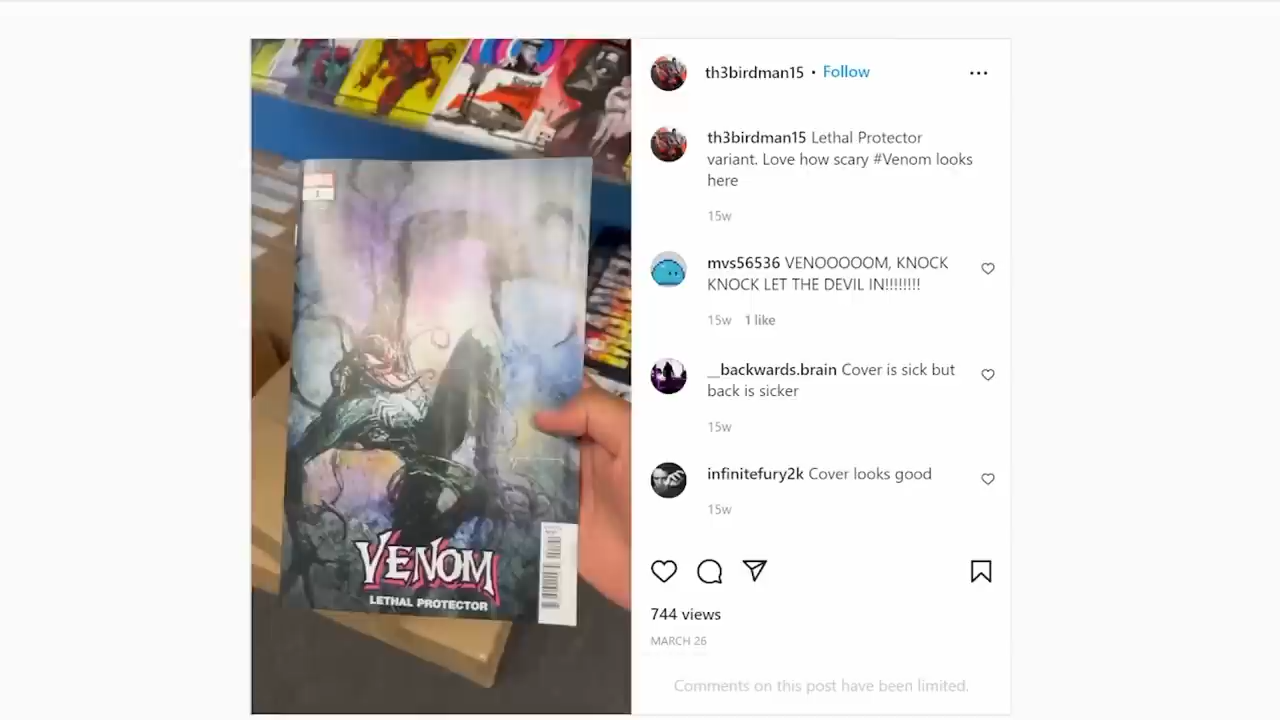 th3birdman15 • Follow
th3birdman15 Lethal Protector
variant. Love how scary #Venom looks
here
15w
mvs56536 VENOOOOOM, KNOCK
KNOCK LET THE DEVIL IN!!!!!!!!
15w 1 like
__backwards.brain Cover is sick but
back is sicker
15w
infinitefury2k Cover looks good
15w
744 views
MARCH 26
Comments on this post have been limited.
1
VENOM
LETHAL PROTECTOR